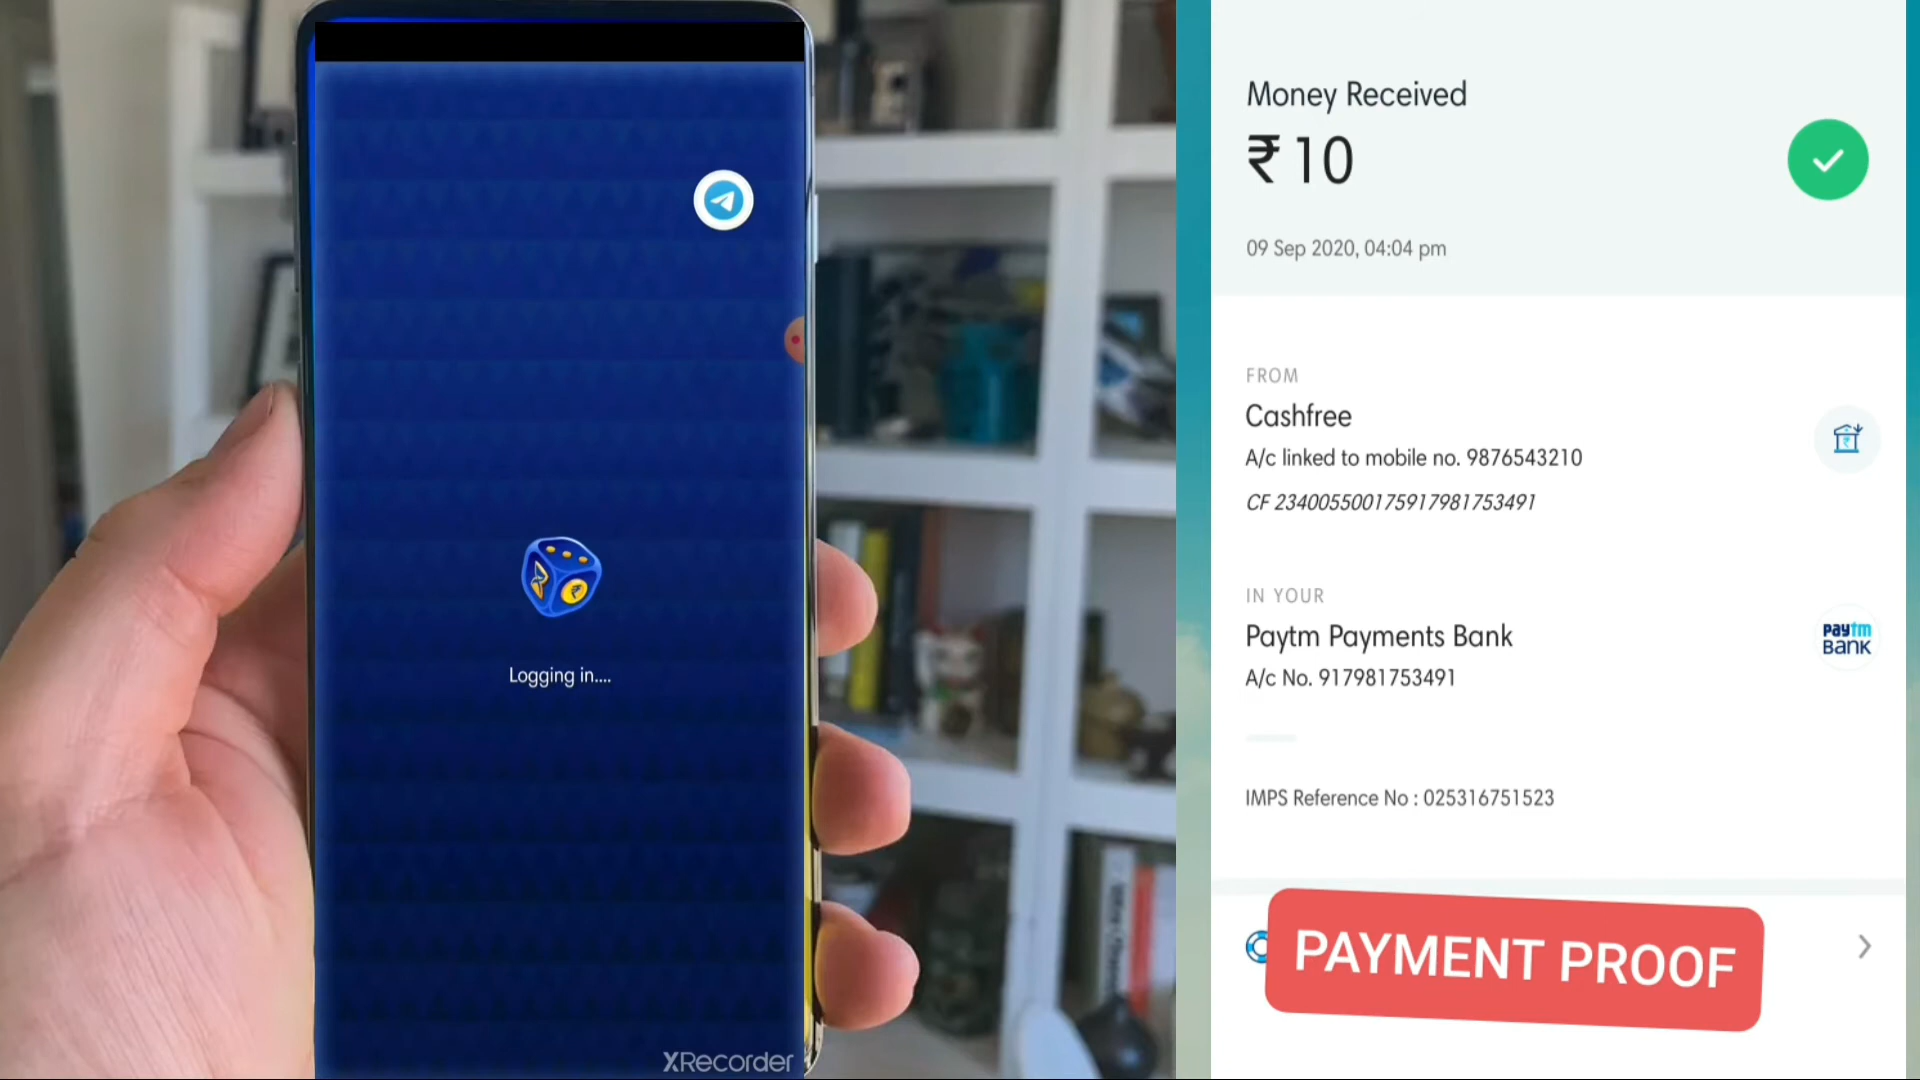 Logging in....
XRecorder
Money Received
₹10
09 Sep 2020, 04:04 pm
FROM
Cashfree
A/c linked to mobile no. 9876543210
CF 234005500175917981753491
IN YOUR
Paytm Payments Bank
A/c No. 917981753491
paytm
BANK
IMPS Reference No : 025316751523
PAYMENT PROOF